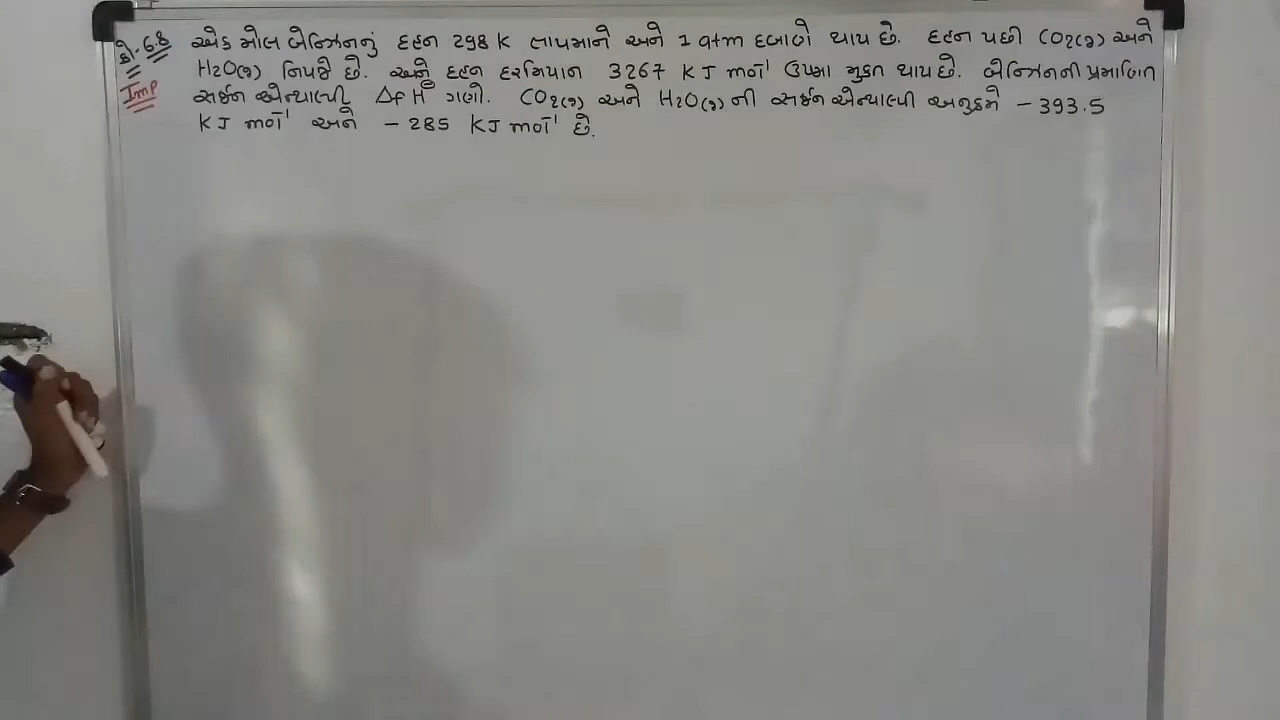 કો. 6.8 એક મોલ બેન્ઝિનનું દહન 298 K તાપમાને અને 1 atm દબાણે થાય છે. દહન પછી CO2(g) અને
Imp H2O(g) નિપજે છે. અને દહન દરમિયાન 3267 KJ mol⁻¹ ઉષ્મા મુક્ત થાય છે. બેન્ઝિનની પ્રમાણિત
સર્જન એન્થાલ્પી ΔfH° ગણો. CO2(g) અને H2O(g) ની સર્જન એન્થાલ્પી અનુક્રમે – 393.5
KJ mol⁻¹ અને – 285 KJ mol⁻¹ છે.